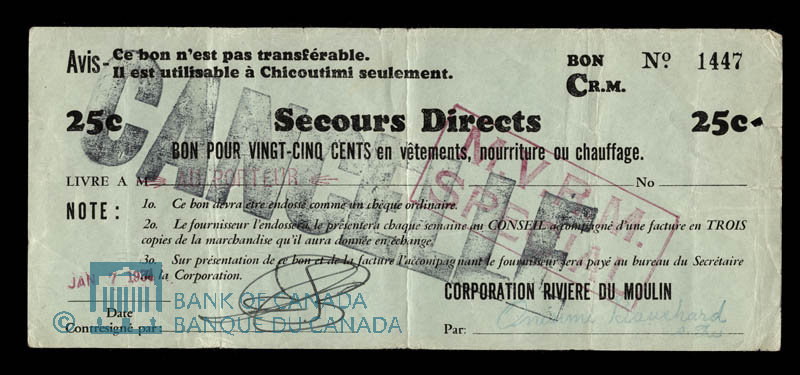 Avis- Ce bon n'est pas transférable.
Il est utilisable à Chicoutimi seulement.
BON Nº 1447
CR.M.
25c Secours Directs 25c
BON POUR VINGT-CINQ CENTS en vêtements, nourriture ou chauffage.
LIVRE A M AU PORTEUR No
NOTE: 1o. Ce bon devra être endossé comme un chèque ordinaire.
2o. Le fournisseur l'endossera, le présentera chaque semaine au CONSEIL accompagné d'une facture en TROIS
copies de la marchandise qu'il aura donnée en échange.
3o. Sur présentation de ce bon et de la facture l'accompagnant le fournisseur sera payé au bureau du Secrétaire
de la Corporation.
JAN 7
CORPORATION RIVIERE DU MOULIN
Date
Contresigné par: Par:
CANCELLÉ
M.V.R.M.
SPECIAL
© BANK OF CANADA
BANQUE DU CANADA